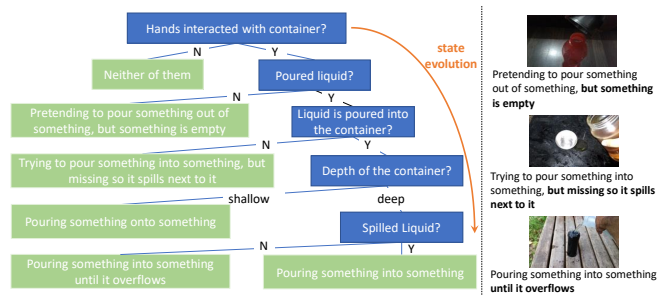 Hands interacted with container?
N
Y
state
evolution
Neither of them
Poured liquid?
N
Y
Pretending to pour something out of
something, but something is empty
Liquid is poured into
the container?
N
Y
Trying to pour something into something, but
missing so it spills next to it
Depth of the container?
shallow
deep
Pouring something onto something
Spilled Liquid?
N
Y
Pouring something into something
until it overflows
Pouring something into something
Pretending to pour something
out of something, but something
is empty
Trying to pour something into
something, but missing so it spills
next to it
Pouring something into something
until it overflows